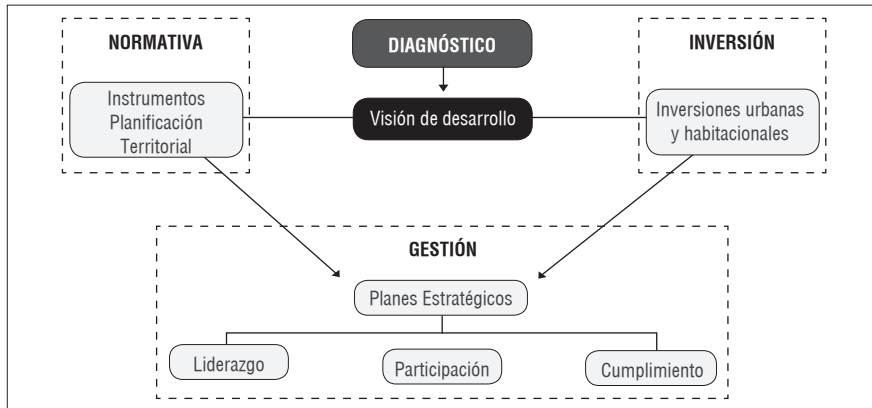 NORMATIVA
DIAGNÓSTICO
INVERSIÓN
Instrumentos
Planificación
Territorial
Visión de desarrollo
Inversiones urbanas
y habitacionales
GESTIÓN
Planes Estratégicos
Liderazgo
Participación
Cumplimiento